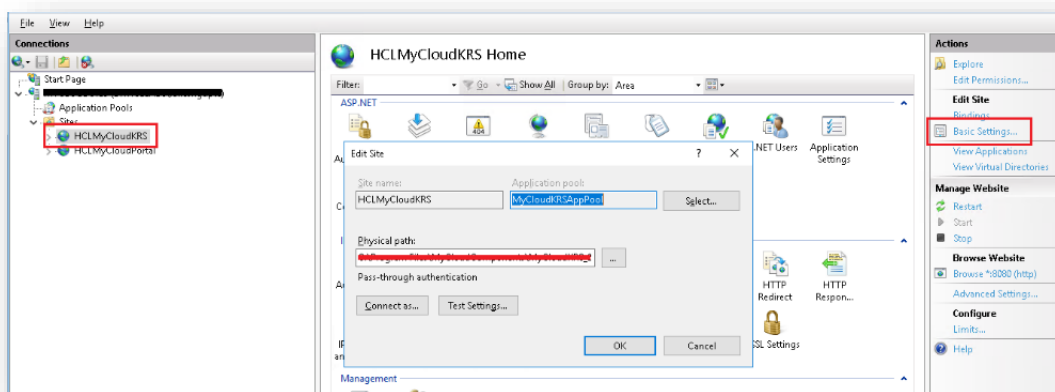 File View Help
Connections
Start Page
Application Pools
Sites
HCLMyCloudKRS
HCLMyCloudPortal
HCLMyCloudKRS Home
Filter: Go Show All Group by: Area
ASP.NET
.NET Users Application
Settings
Edit Site ?
Site name: Application pool:
HCLMyCloudKRS MyCloudKRSAppPool Select...
Physical path:
...
Pass-through authentication
Connect as... Test Settings...
OK Cancel
HTTP HTTP
Redirect Respon...
SSL Settings
Management
Actions
Explore
Edit Permissions...
Edit Site
Bindings...
Basic Settings...
View Applications
View Virtual Directories
Manage Website
Restart
Start
Stop
Browse Website
Browse *:8080 (http)
Advanced Settings...
Configure
Limits...
Help